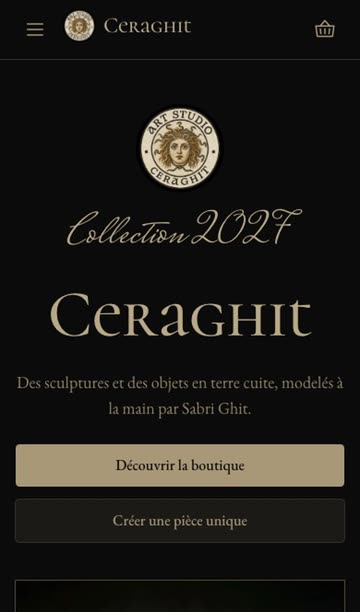 Ceraghit
ART STUDIO
CERAGHIT
Collection 2027
Ceraghit
Des sculptures et des objets en terre cuite, modelés à
la main par Sabri Ghit.
Découvrir la boutique
Créer une pièce unique